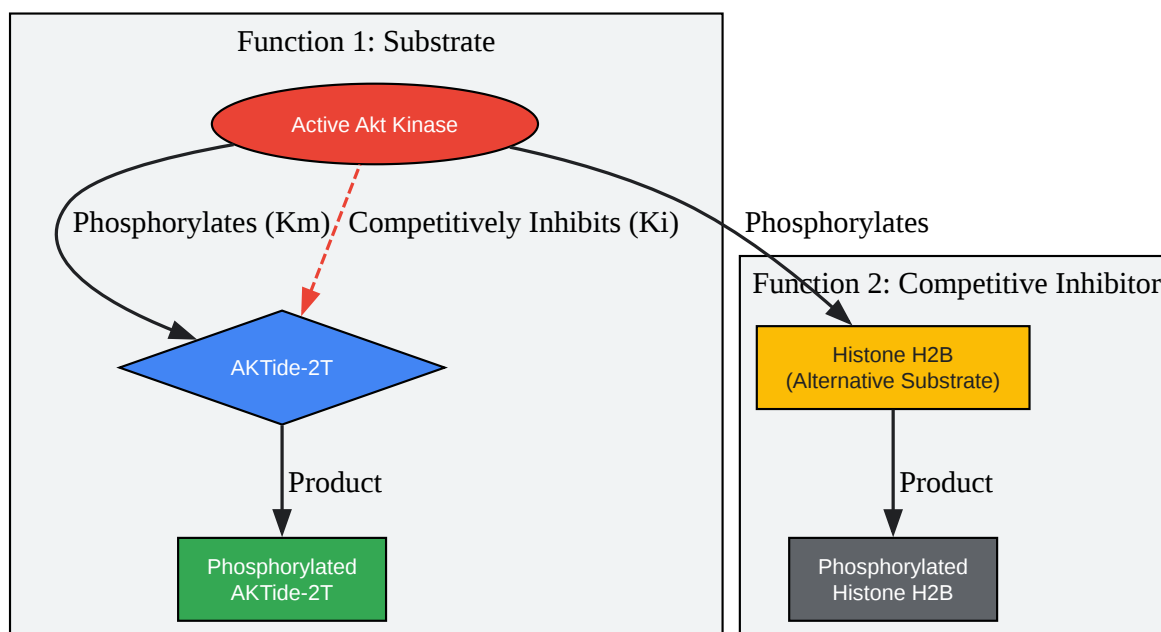 Function 1: Substrate
Active Akt Kinase
Phosphorylates (Km)
Competitively Inhibits (Ki)
Phosphorylates
Function 2: Competitive Inhibitor
AKTide-2T
Histone H2B
(Alternative Substrate)
Product
Product
Phosphorylated
AKTide-2T
Phosphorylated
Histone H2B